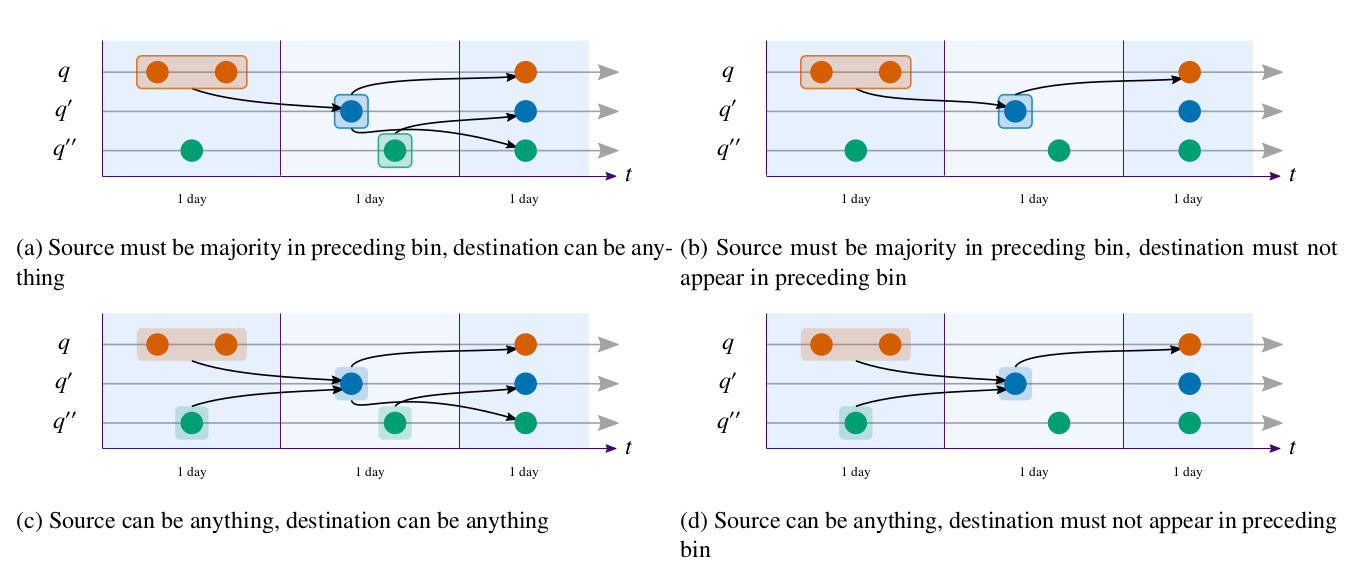 q
q′
q′′
t
1 day 1 day 1 day
(a) Source must be majority in preceding bin, destination can be any-
thing
q
q′
q′′
t
1 day 1 day 1 day
(b) Source must be majority in preceding bin, destination must not
appear in preceding bin
q
q′
q′′
t
1 day 1 day 1 day
(c) Source can be anything, destination can be anything
q
q′
q′′
t
1 day 1 day 1 day
(d) Source can be anything, destination must not appear in preceding
bin